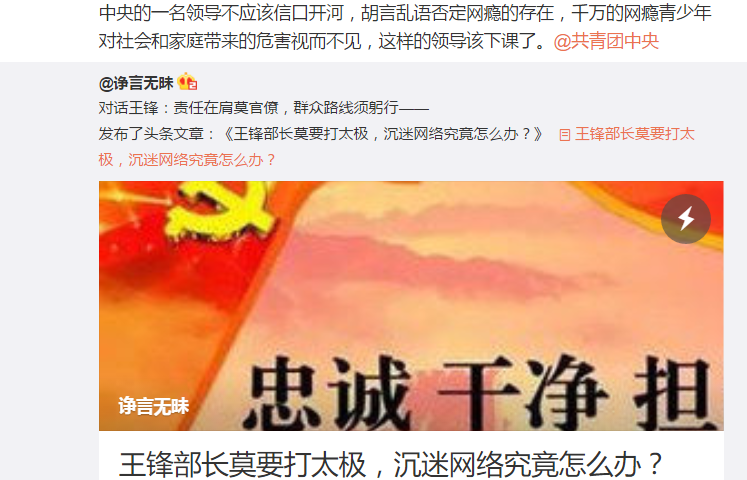 中央的一名领导不应该信口开河，胡言乱语否定网瘾的存在，千万的网瘾青少年
对社会和家庭带来的危害视而不见，这样的领导该下课了。@共青团中央
@诤言无昧
对话王锋：责任在肩莫官僚，群众路线须躬行——
发布了头条文章：《王锋部长莫要打太极，沉迷网络究竟怎么办？》 王锋部长莫要打太
极，沉迷网络究竟怎么办？
忠诚 干净 担
诤言无昧
王锋部长莫要打太极，沉迷网络究竟怎么办？